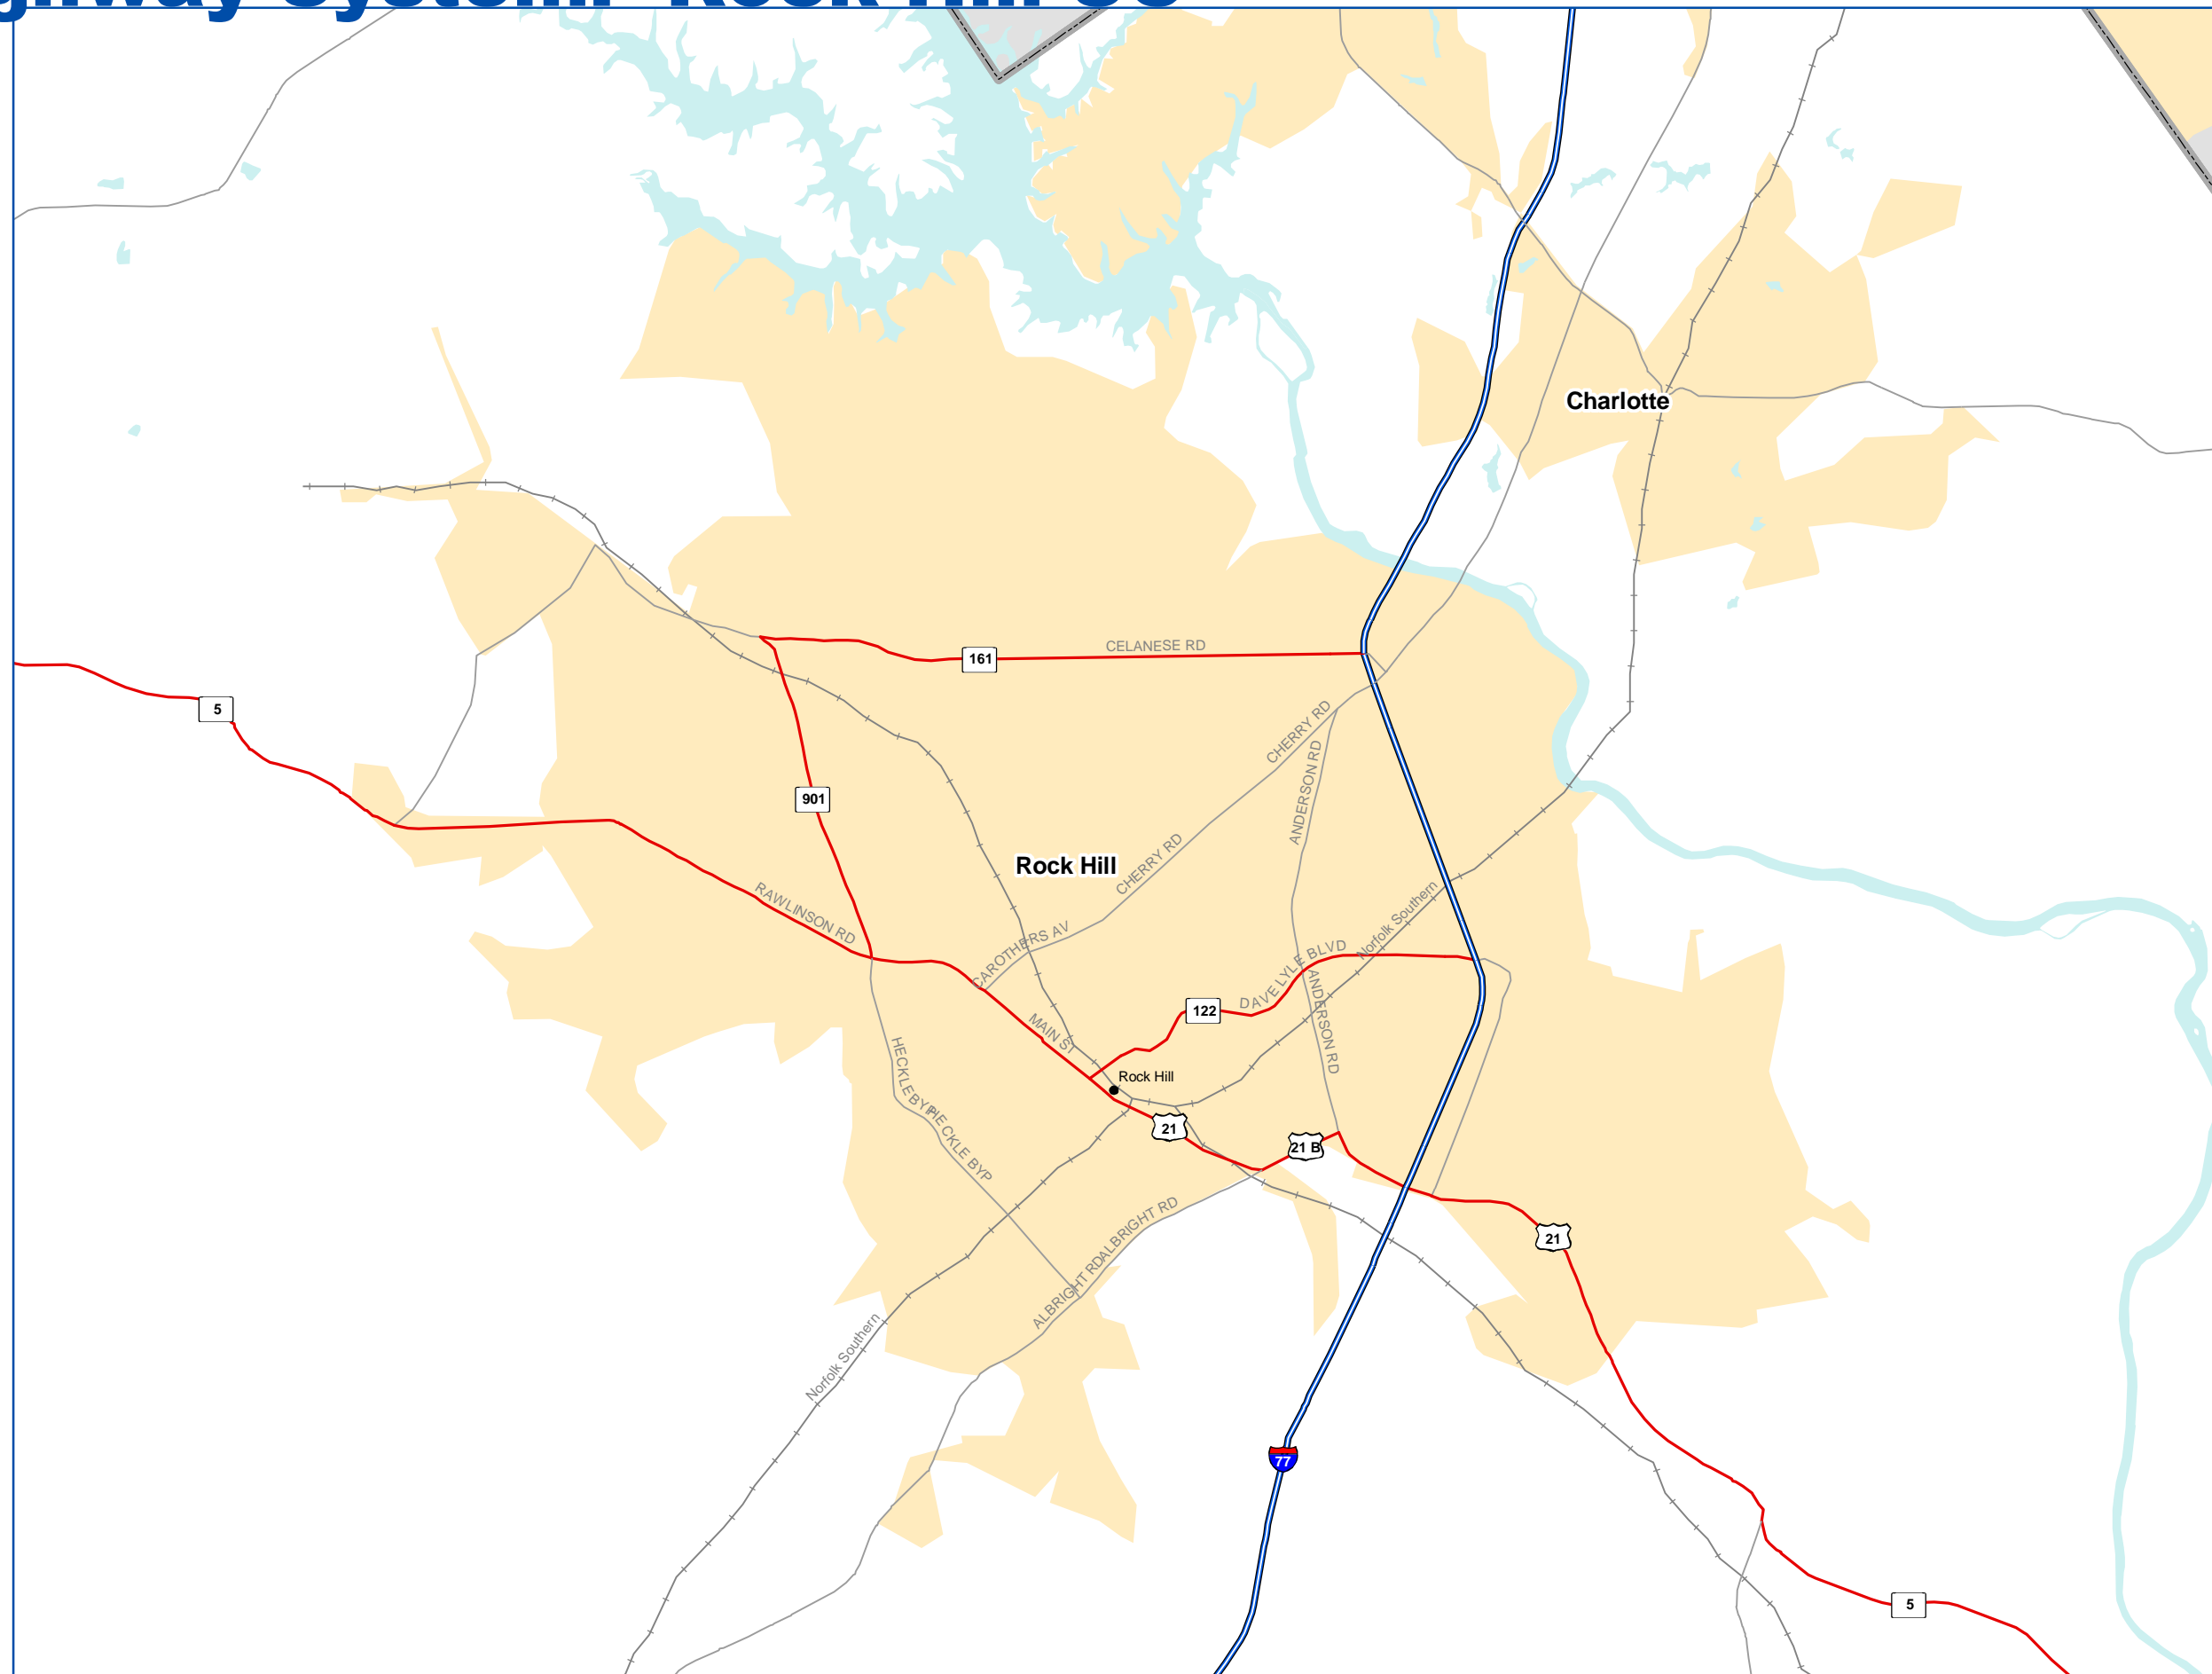 Rock Hill
Charlotte
CELANESE RD
161
5
CHERRY RD
ANDERSON RD
901
Rock Hill
CHERRY RD
RAWLINSON RD
Norfolk Southern
CAROTHERS AV
DAVE LYLE BLVD
122
ANDERSON RD
MAIN ST
HECKLE BYP
Rock Hill
21
21 B
HECKLE BYP
ALBRIGHT RD
21
ALBRIGHT RD
Norfolk Southern
77
5